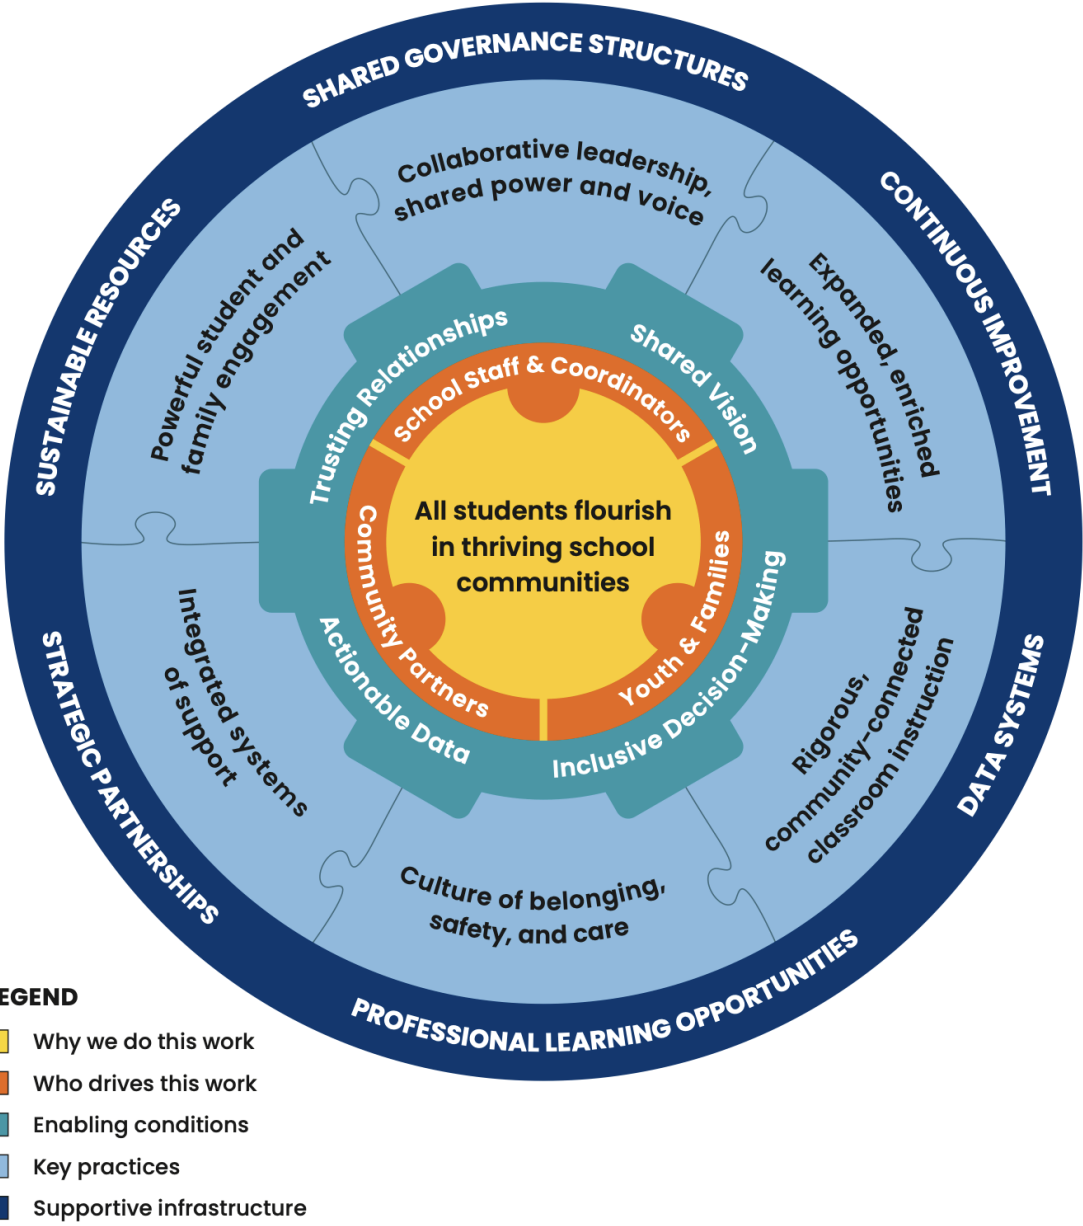 SHARED GOVERNANCE STRUCTURES
CONTINUOUS IMPROVEMENT
DATA SYSTEMS
PROFESSIONAL LEARNING OPPORTUNITIES
STRATEGIC PARTNERSHIPS
SUSTAINABLE RESOURCES
Collaborative leadership,
shared power and voice
Expanded, enriched
learning opportunities
Rigorous,
community-connected
classroom instruction
Culture of belonging,
safety, and care
Integrated systems
of support
Powerful student and
family engagement
Trusting Relationships
Shared Vision
Inclusive Decision-Making
Actionable Data
School Staff & Coordinators
Youth & Families
Community Partners
All students flourish
in thriving school
communities
EGEND
Why we do this work
Who drives this work
Enabling conditions
Key practices
Supportive infrastructure